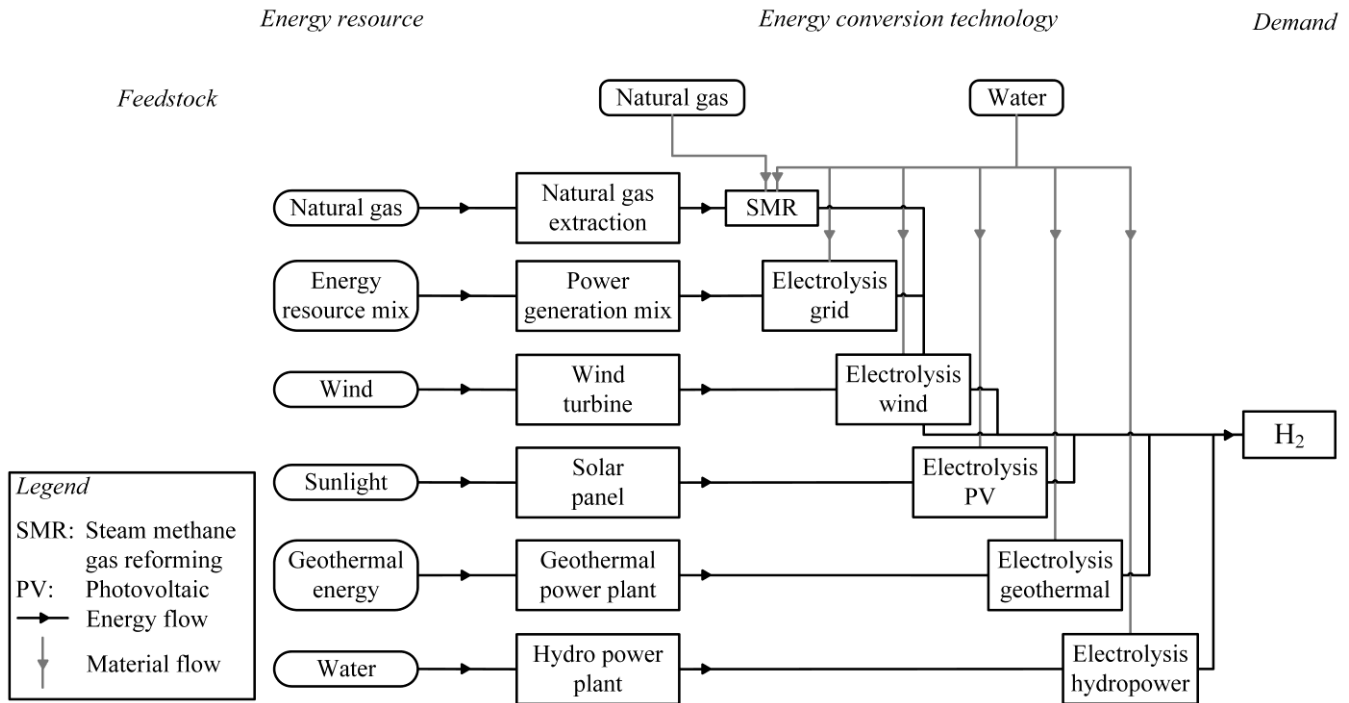 Energy resource
Energy conversion technology
Demand
Feedstock
Natural gas
Water
Natural gas
Natural gas
extraction
SMR
Energy
resource mix
Power
generation mix
Electrolysis
grid
Wind
Wind
turbine
Electrolysis
wind
H₂
Sunlight
Solar
panel
Electrolysis
PV
Geothermal
energy
Geothermal
power plant
Electrolysis
geothermal
Water
Hydro power
plant
Electrolysis
hydropower
Legend
SMR: Steam methane
gas reforming
PV: Photovoltaic
Energy flow
Material flow